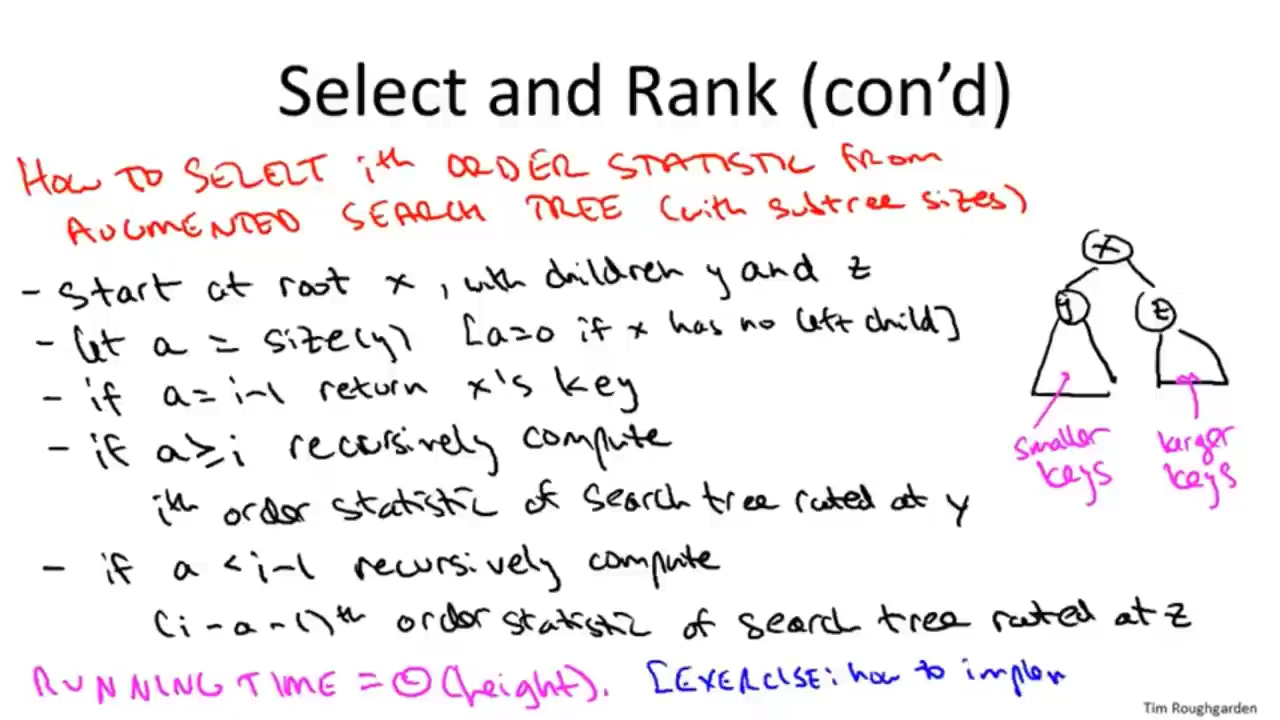 Select and Rank (con'd)
HOW TO SELECT ith ORDER STATISTIC FROM
AUGMENTED SEARCH TREE (with subtree sizes)
- start at root x, with children y and z
- let a = size(y) [a=0 if x has no left child]
- if a = i-1 return x's key
- if a ≥ i recursively compute
ith order statistic of search tree rooted at y
- if a < i-1 recursively compute
(i-a-1)th order statistic of search tree rooted at z
RUNNING TIME = Θ(height). [EXERCISE: how to implem
x
y z
smaller keys
larger keys
Tim Roughgarden